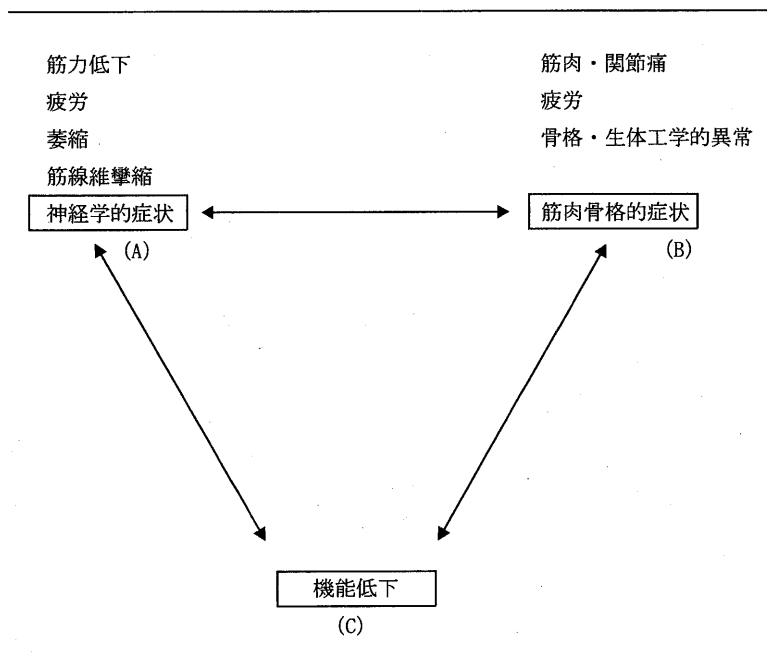 筋力低下
疲労
萎縮
筋線維攣縮
神経学的症状
(A)
筋肉・関節痛
疲労
骨格・生体工学的異常
筋肉骨格的症状
(B)
機能低下
(C)